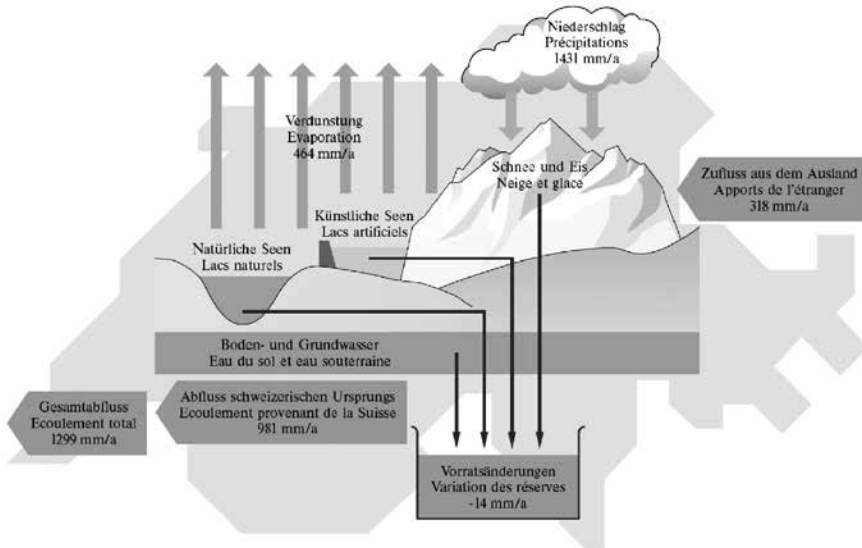 Niederschlag
Précipitations
1431 mm/a
Verdunstung
Evaporation
464 mm/a
Schnee und Eis
Neige et glace
Zufluss aus dem Ausland
Apports de l'étranger
318 mm/a
Künstliche Seen
Lacs artificiels
Natürliche Seen
Lacs naturels
Boden- und Grundwasser
Eau du sol et eau souterraine
Gesamtabfluss
Ecoulement total
1299 mm/a
Abfluss schweizerischen Ursprungs
Ecoulement provenant de la Suisse
981 mm/a
Vorratsänderungen
Variation des réserves
-14 mm/a